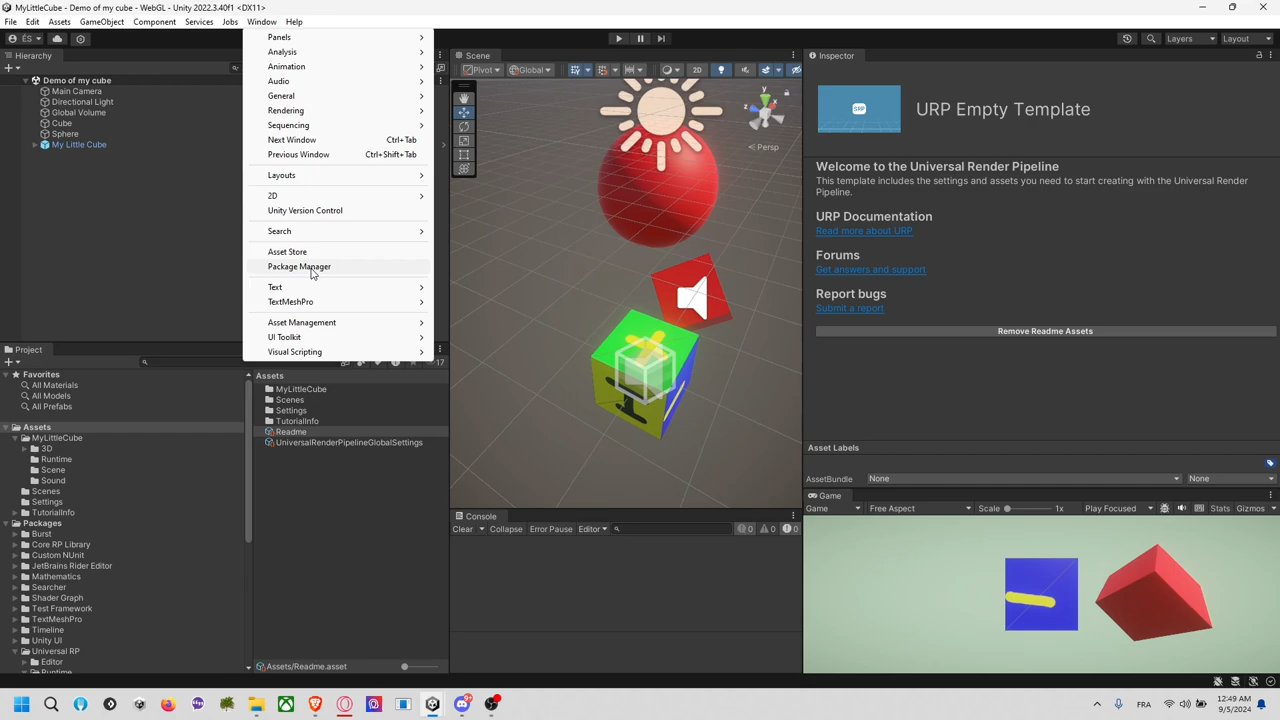 MyLittleCube - Demo of my cube - WebGL - Unity 2022.3.40f1 <DX11>
File Edit Assets GameObject Component Services Jobs Window Help
ÉS Layers Layout
Hierarchy
Demo of my cube
Main Camera
Directional Light
Global Volume
Cube
Sphere
My Little Cube
Panels
Analysis
Animation
Audio
General
Rendering
Sequencing
Next Window Ctrl+Tab
Previous Window Ctrl+Shift+Tab
Layouts
2D
Unity Version Control
Search
Asset Store
Package Manager
Text
TextMeshPro
Asset Management
UI Toolkit
Visual Scripting
Scene
Pivot Global 2D
y
z
Persp
Inspector
SRP
URP Empty Template
Welcome to the Universal Render Pipeline
This template includes the settings and assets you need to start creating with the Universal Render
Pipeline.
URP Documentation
Read more about URP
Forums
Get answers and support
Report bugs
Submit a report
Remove Readme Assets
Asset Labels
AssetBundle None None
Project
17
Favorites
All Materials
All Models
All Prefabs
Assets
MyLittleCube
3D
Runtime
Scene
Sound
Scenes
Settings
TutorialInfo
Packages
Burst
Core RP Library
Custom NUnit
JetBrains Rider Editor
Mathematics
Searcher
Shader Graph
Test Framework
TextMeshPro
Timeline
Unity UI
Universal RP
Editor
Runtime
Assets
MyLittleCube
Scenes
Settings
TutorialInfo
Readme
UniversalRenderPipelineGlobalSettings
Assets/Readme.asset
Console
Clear Collapse Error Pause Editor 0 0 0
Game
Game Free Aspect Scale 1x Play Focused Stats Gizmos
FRA 12:49 AM
9/5/2024